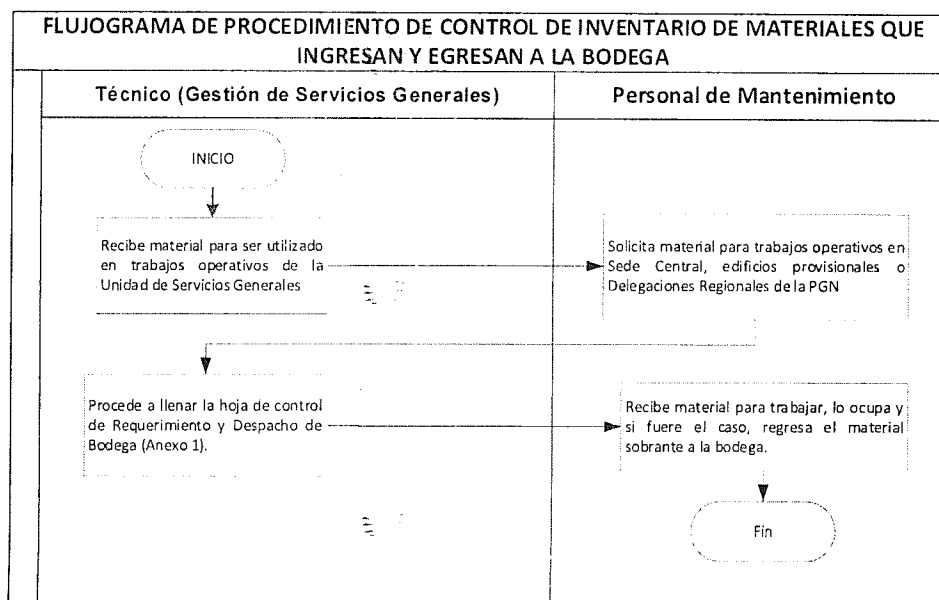 FLUJOGRAMA DE PROCEDIMIENTO DE CONTROL DE INVENTARIO DE MATERIALES QUE
INGRESAN Y EGRESAN A LA BODEGA
Técnico (Gestión de Servicios Generales)
Personal de Mantenimiento
INICIO
Recibe material para ser utilizado
en trabajos operativos de la
Unidad de Servicios Generales
Solicita material para trabajos operativos en
Sede Central, edificios provisionales o
Delegaciones Regionales de la PGN
Procede a llenar la hoja de control
de Requerimiento y Despacho de
Bodega (Anexo 1).
Recibe material para trabajar, lo ocupa y
si fuere el caso, regresa el material
sobrante a la bodega.
Fin